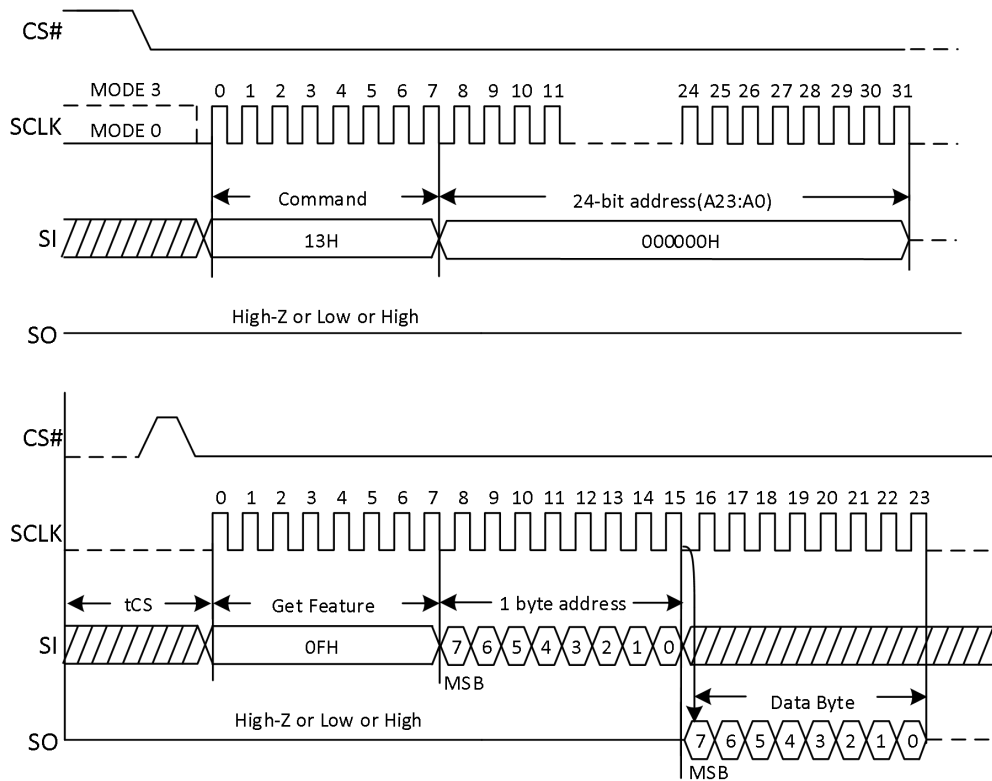 CS#
MODE 3
0 1 2 3 4 5 6 7 8 9 10 11 24 25 26 27 28 29 30 31
SCLK
MODE 0
Command
24-bit address(A23:A0)
SI
13H
000000H
High-Z or Low or High
SO
CS#
0 1 2 3 4 5 6 7 8 9 10 11 12 13 14 15 16 17 18 19 20 21 22 23
SCLK
tCS
Get Feature
1 byte address
SI
0FH
7 6 5 4 3 2 1 0
MSB
Data Byte
High-Z or Low or High
SO
7 6 5 4 3 2 1 0
MSB